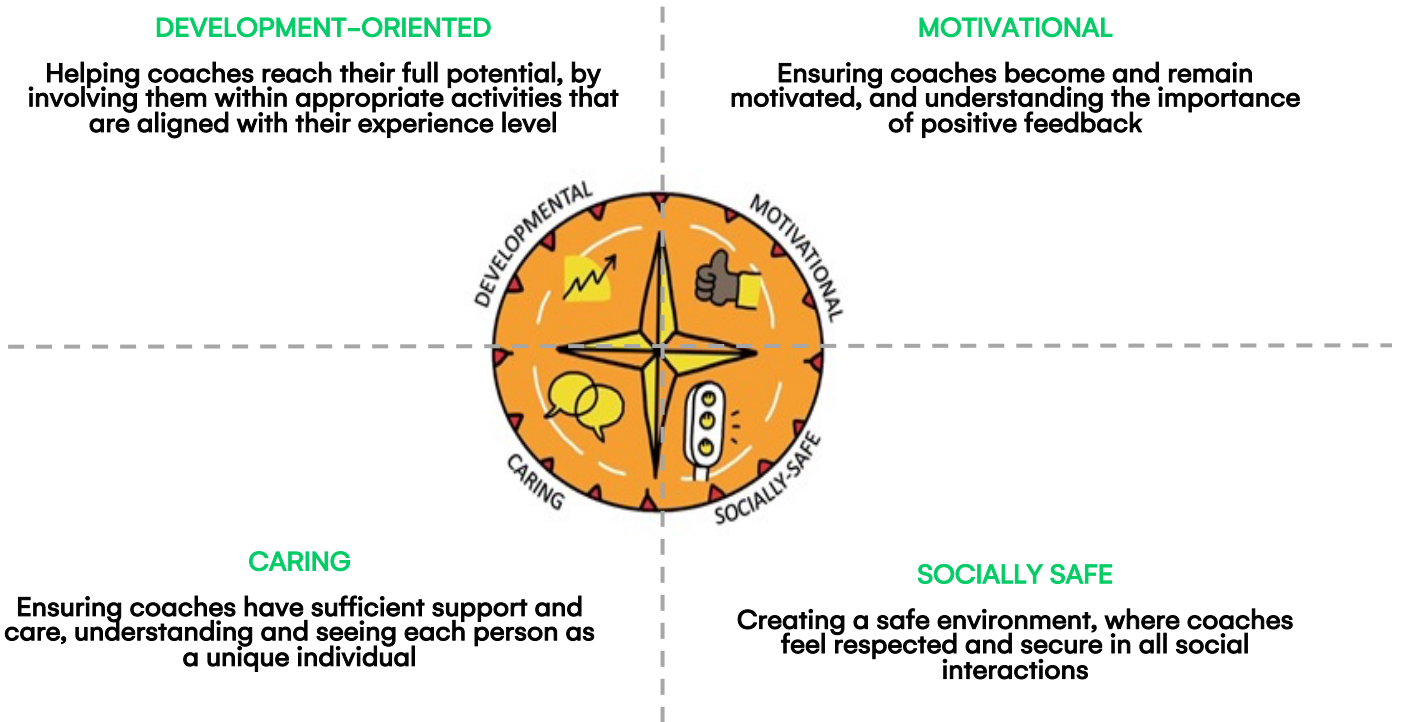 DEVELOPMENT-ORIENTED
Helping coaches reach their full potential, by
involving them within appropriate activities that
are aligned with their experience level
MOTIVATIONAL
Ensuring coaches become and remain
motivated, and understanding the importance
of positive feedback
DEVELOPMENTAL
MOTIVATIONAL
CARING
SOCIALLY-SAFE
CARING
Ensuring coaches have sufficient support and
care, understanding and seeing each person as
a unique individual
SOCIALLY SAFE
Creating a safe environment, where coaches
feel respected and secure in all social
interactions